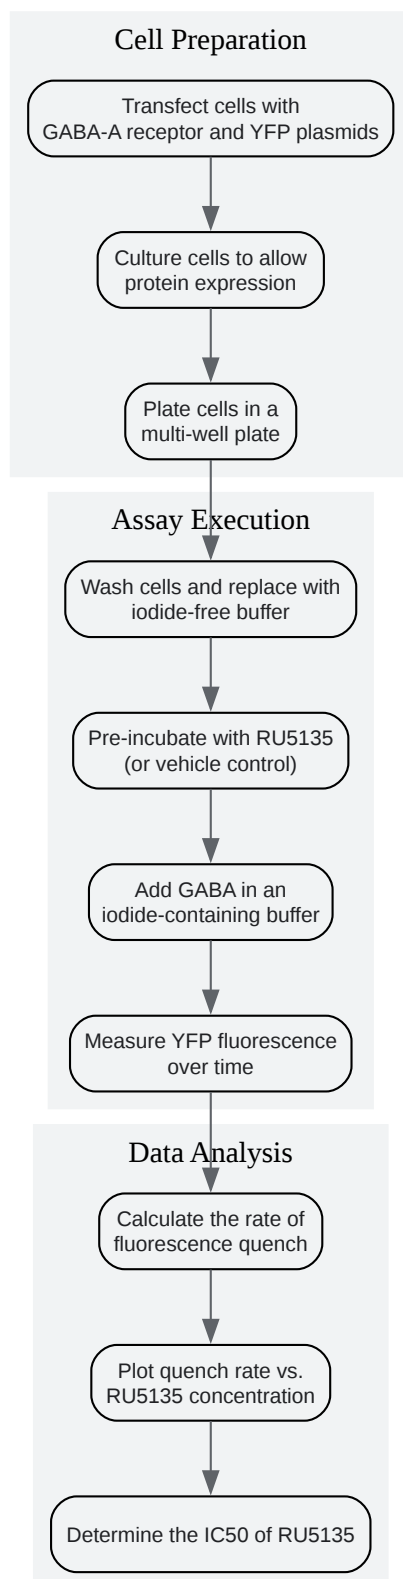 Cell Preparation
Transfect cells with
GABA-A receptor and YFP plasmids
Culture cells to allow
protein expression
Plate cells in a
multi-well plate
Assay Execution
Wash cells and replace with
iodide-free buffer
Pre-incubate with RU5135
(or vehicle control)
Add GABA in an
iodide-containing buffer
Measure YFP fluorescence
over time
Data Analysis
Calculate the rate of
fluorescence quench
Plot quench rate vs.
RU5135 concentration
Determine the IC50 of RU5135